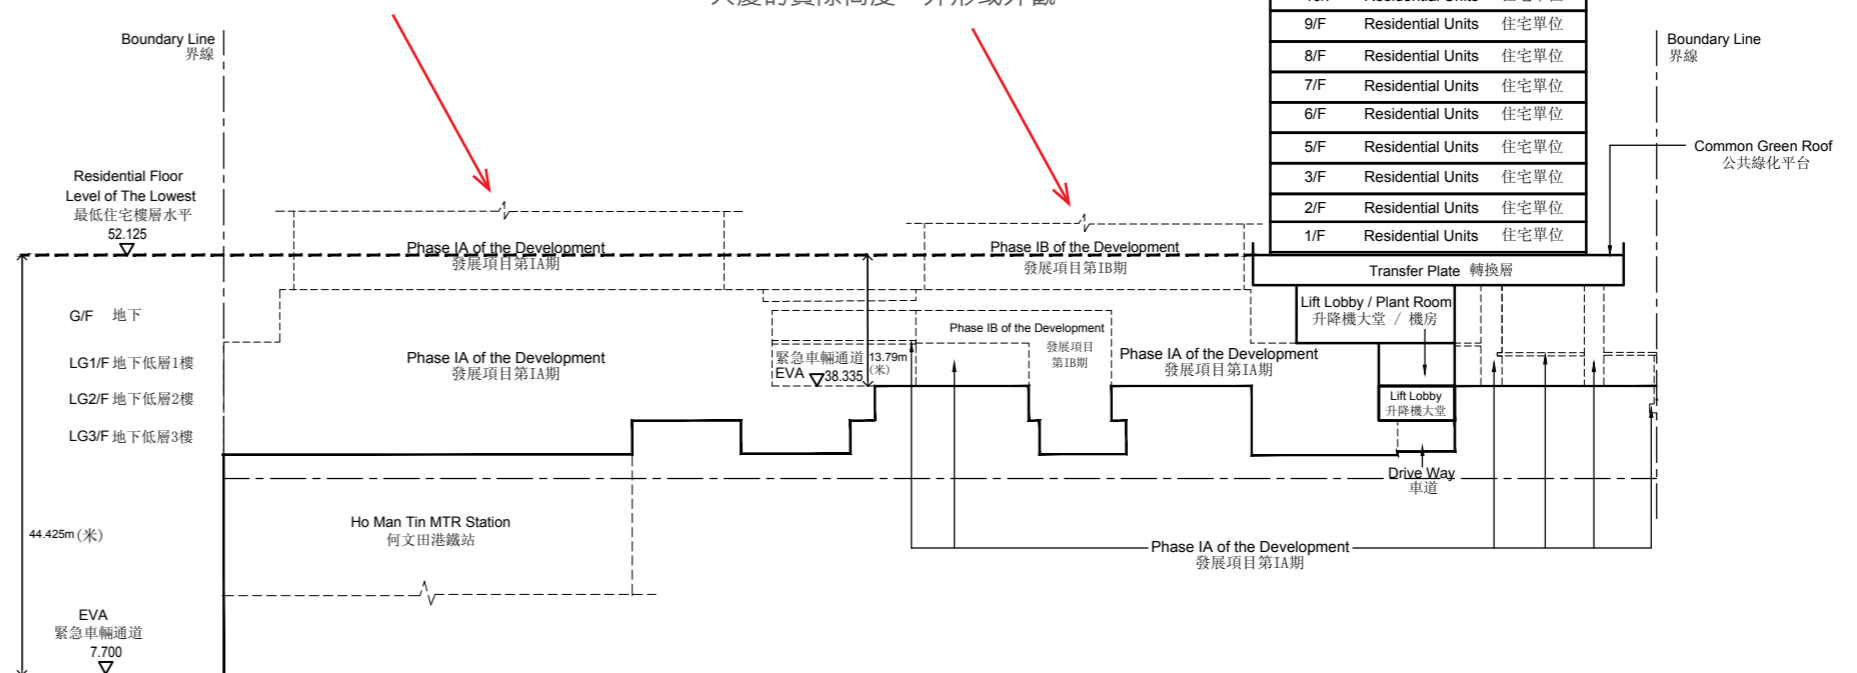 大廈的實際高度、外形或外觀
9/F Residential Units 住宅單位
8/F Residential Units 住宅單位
7/F Residential Units 住宅單位
6/F Residential Units 住宅單位
5/F Residential Units 住宅單位
3/F Residential Units 住宅單位
2/F Residential Units 住宅單位
1/F Residential Units 住宅單位
Boundary Line
界線
Boundary Line
界線
Common Green Roof
公共綠化平台
Residential Floor
Level of The Lowest
最低住宅樓層水平
52.125
Phase IA of the Development
發展項目第IA期
Phase IB of the Development
發展項目第IB期
Transfer Plate 轉換層
Lift Lobby / Plant Room
升降機大堂 / 機房
G/F 地下
LG1/F 地下低層1樓
LG2/F 地下低層2樓
LG3/F 地下低層3樓
Phase IA of the Development
發展項目第IA期
緊急車輛通道
EVA 38.335
13.79m
(米)
Phase IB of the Development
發展項目
第IB期
Phase IA of the Development
發展項目第IA期
Lift Lobby
升降機大堂
Drive Way
車道
Ho Man Tin MTR Station
何文田港鐵站
44.425m (米)
Phase IA of the Development
發展項目第IA期
EVA
緊急車輛通道
7.700